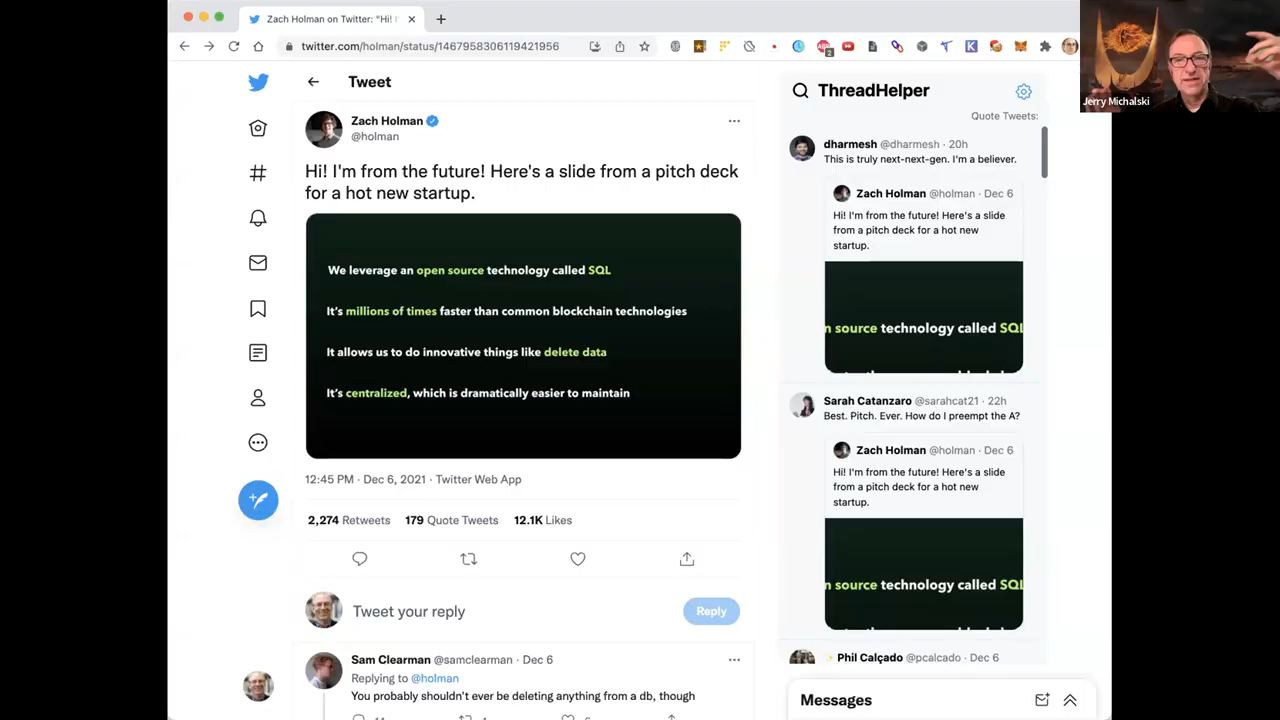 Zach Holman on Twitter: "Hi! I
twitter.com/holman/status/1467958306119421956
2
Jerry Michalski
Tweet
Zach Holman
@holman
Hi! I'm from the future! Here's a slide from a pitch deck
for a hot new startup.
We leverage an open source technology called SQL
It's millions of times faster than common blockchain technologies
It allows us to do innovative things like delete data
It's centralized, which is dramatically easier to maintain
12:45 PM · Dec 6, 2021 · Twitter Web App
2,274 Retweets 179 Quote Tweets 12.1K Likes
Tweet your reply
Reply
Sam Clearman @samclearman · Dec 6
Replying to @holman
You probably shouldn't ever be deleting anything from a db, though
ThreadHelper
Quote Tweets:
dharmesh @dharmesh · 20h
This is truly next-next-gen. I'm a believer.
Zach Holman @holman · Dec 6
Hi! I'm from the future! Here's a slide
from a pitch deck for a hot new
startup.
n source technology called SQL
Sarah Catanzaro @sarahcat21 · 22h
Best. Pitch. Ever. How do I preempt the A?
Zach Holman @holman · Dec 6
Hi! I'm from the future! Here's a slide
from a pitch deck for a hot new
startup.
n source technology called SQL
Phil Calçado @pcalcado · Dec 6
Messages